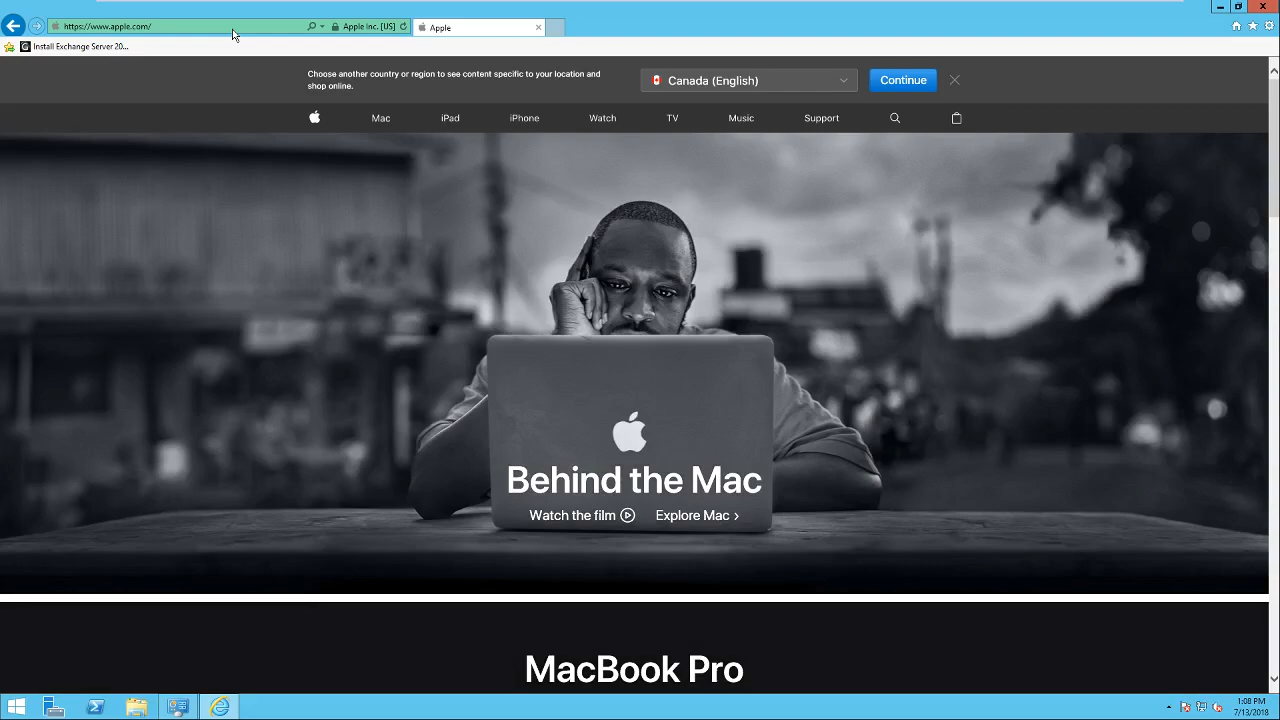 https://www.apple.com/
Apple Inc. [US]
Apple
Install Exchange Server 20...
Choose another country or region to see content specific to your location and
shop online.
Canada (English)
Continue
Mac
iPad
iPhone
Watch
TV
Music
Support
Behind the Mac
Watch the film
Explore Mac ›
MacBook Pro
1:08 PM
7/13/2018